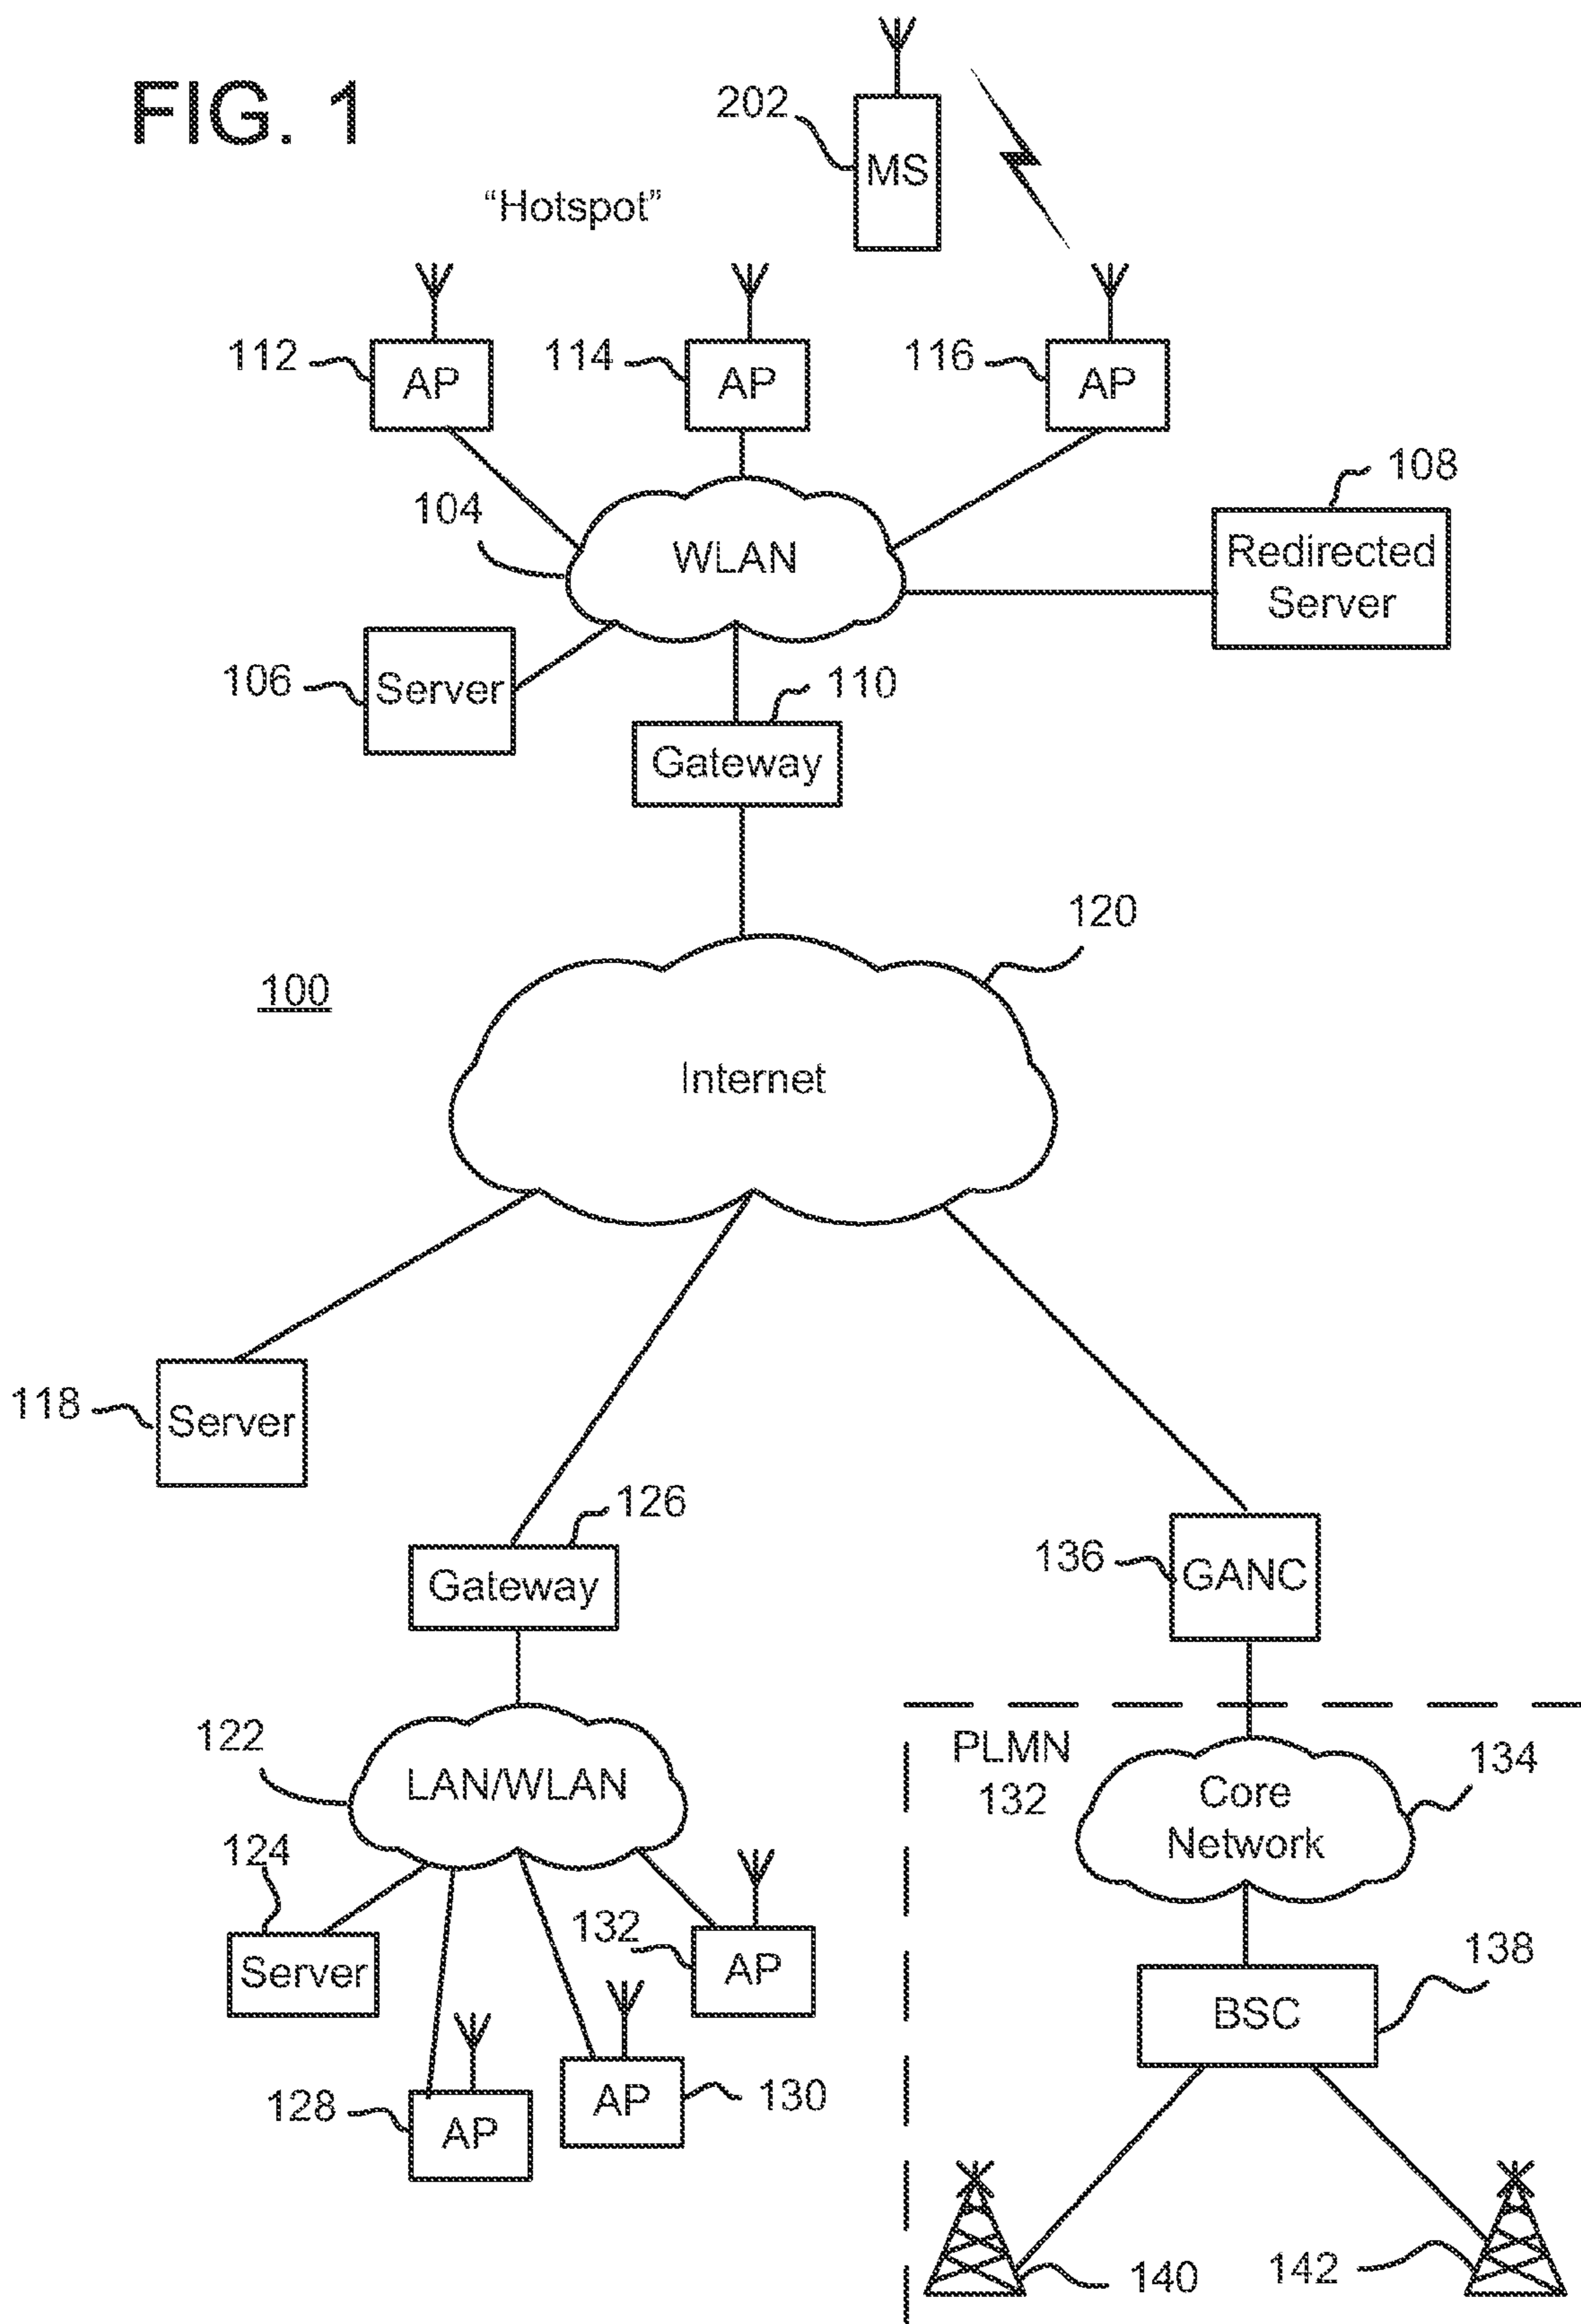 FIG. 1
202
MS
“Hotspot”
112
AP
114
AP
116
AP
108
104
WLAN
Redirected
Server
106
Server
110
Gateway
120
100
Internet
118
Server
126
Gateway
136
GANC
122
LAN/WLAN
PLMN
132
134
Core
Network
124
Server
132
AP
138
BSC
128
AP
AP
130
140
142